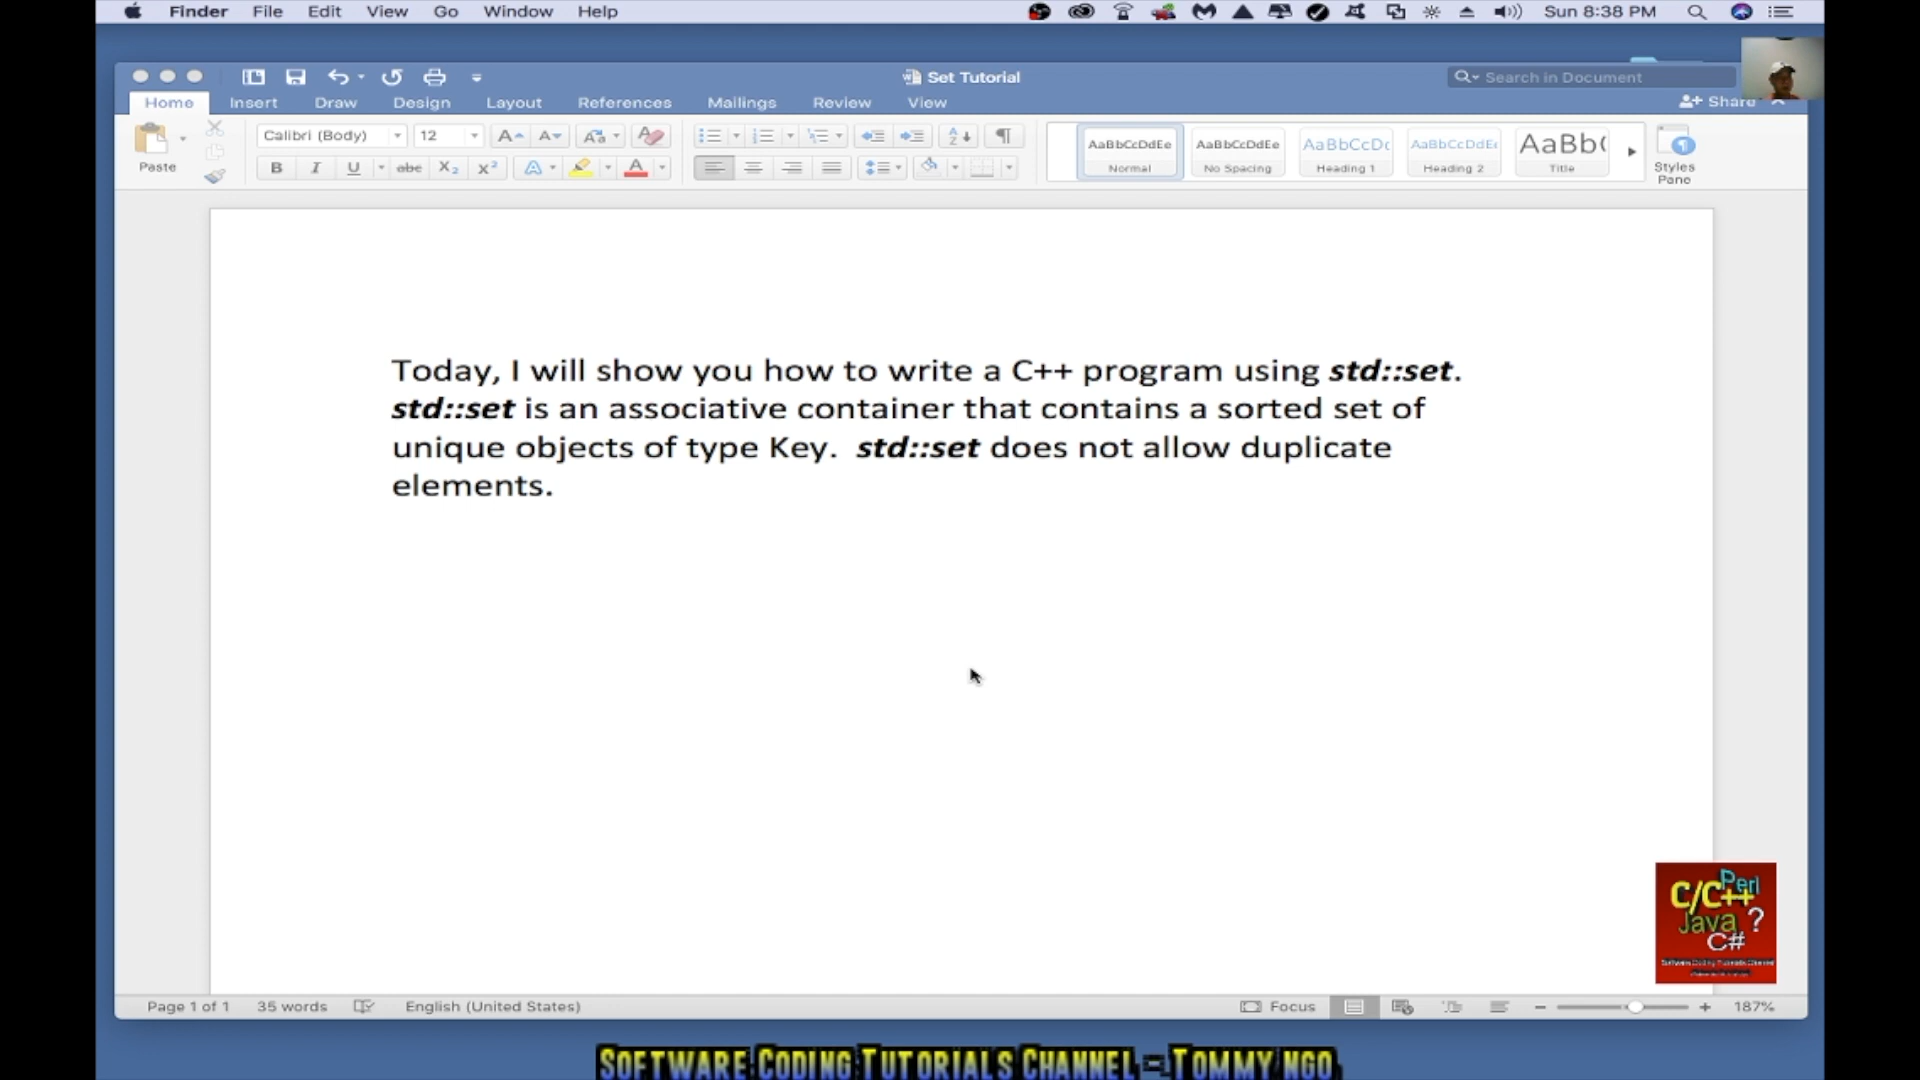 Finder File Edit View Go Window Help Sun 8:38 PM
Set Tutorial Search in Document
Home Insert Draw Design Layout References Mailings Review View Share
Calibri (Body) 12 AaBbCcDdEe AaBbCcDdEe AaBbCcDc AaBbCcDdEe AaBb(
Paste B I U abc X₂ X² Normal No Spacing Heading 1 Heading 2 Title Styles Pane
Today, I will show you how to write a C++ program using std::set.
std::set is an associative container that contains a sorted set of
unique objects of type Key. std::set does not allow duplicate
elements.
Perl
C/C++
Java ?
C#
Page 1 of 1 35 words English (United States) Focus 187%
Software Coding Tutorials Channel – Tommy Ngo